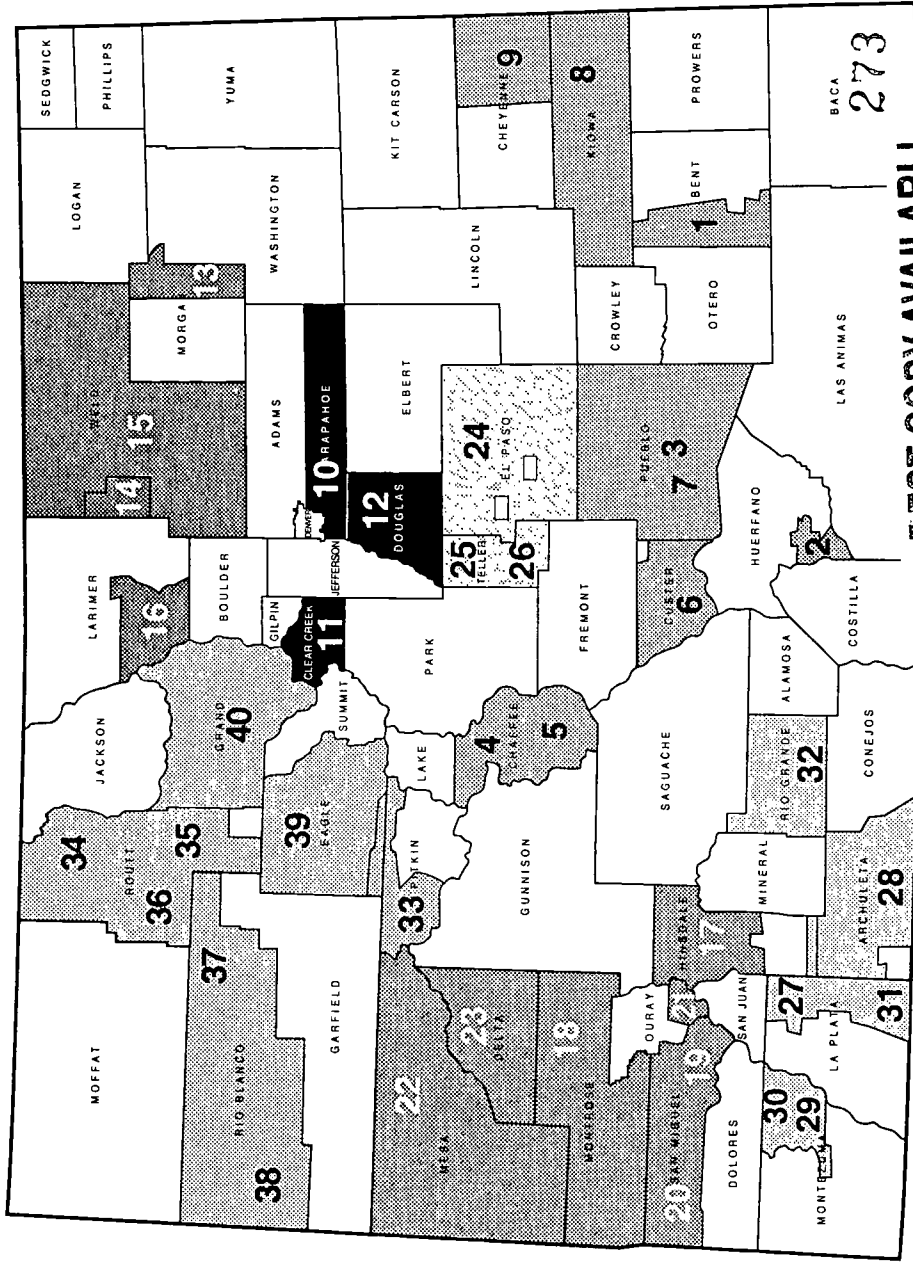 SEDGWICK
PHILLIPS
LOGAN
YUMA
WASHINGTON
13
MORGA
WELD
15
14
LARIMER
16
JACKSON
34
ROUTT
35
36
MOFFAT
37
RIO BLANCO
38
GRAND
40
BOULDER
GILPIN
CLEAR CREEK
11
ADAMS
DENVER
10
ARAPAHOE
JEFFERSON
12
DOUGLAS
ELBERT
KIT CARSON
CHEYENNE
9
LINCOLN
KIOWA
8
SUMMIT
EAGLE
39
GARFIELD
PARK
LAKE
PITKIN
33
4
CHAFFEE
5
24
EL PASO
25
TELLER
26
22
MESA
23
DELTA
GUNNISON
FREMONT
PUEBLO
3
7
CROWLEY
OTERO
BENT
1
PROWERS
18
MONTROSE
OURAY
HINSDALE
17
21
SAGUACHE
CUSTER
6
HUERFANO
2
LAS ANIMAS
BACA
273
20
SAN MIGUEL
19
SAN JUAN
DOLORES
MINERAL
RIO GRANDE
32
ALAMOSA
COSTILLA
CONEJOS
30
29
MONTEZUMA
27
LA PLATA
31
ARCHULETA
28
COPY AVAILABL